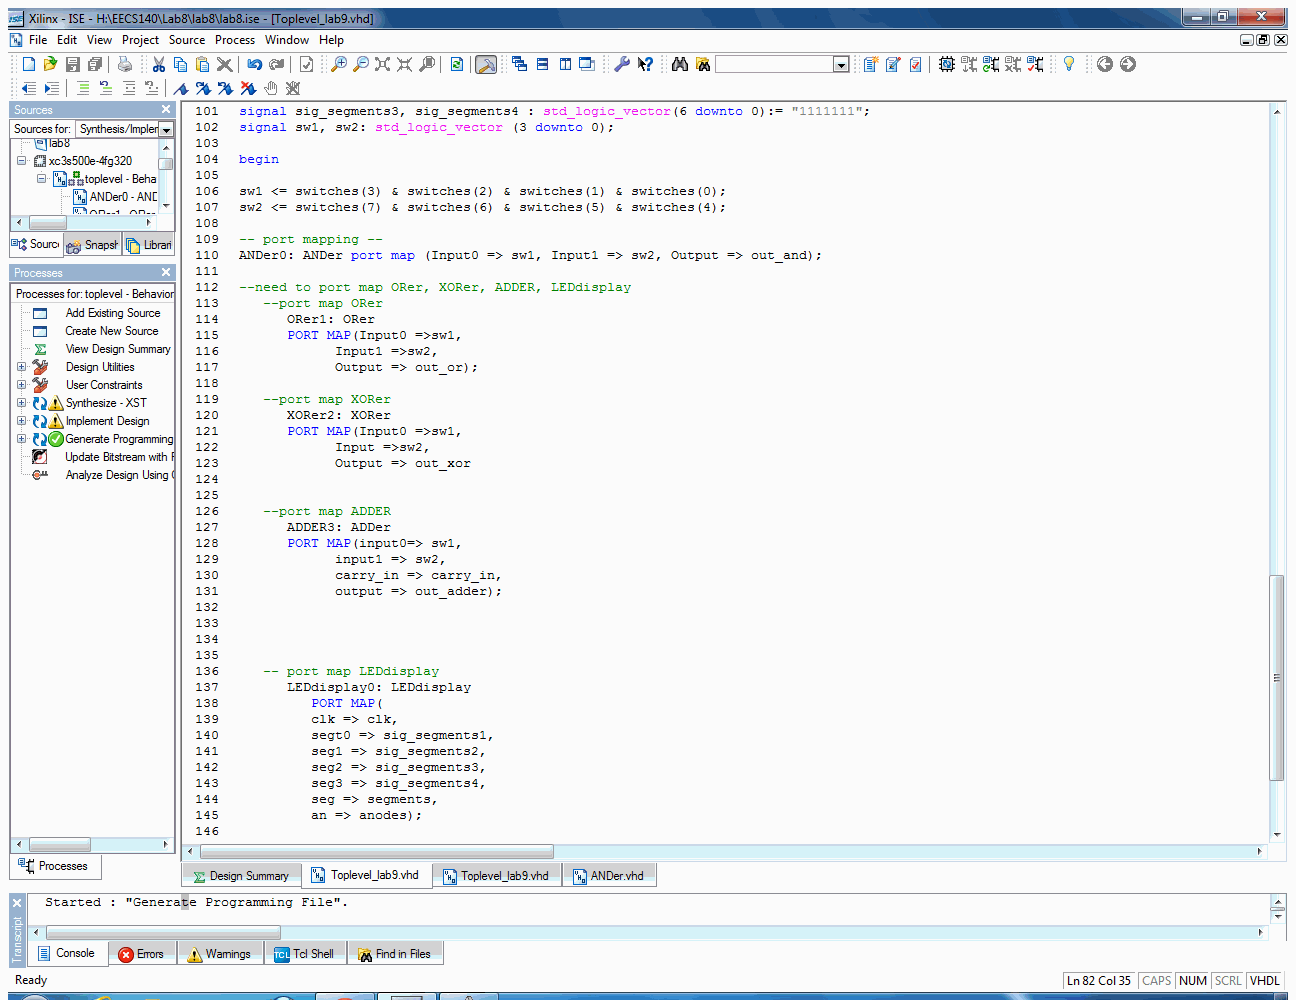 Xilinx - ISE - H:\EECS140\Lab8\lab8\lab8.ise - [Toplevel_lab9.vhd]
File Edit View Project Source Process Window Help
Sources
Sources for: Synthesis/Implen
lab8
xc3s500e-4fg320
toplevel - Beha
ANDer0 - AND
Sourc Snapsh Librari
Processes
Processes for: toplevel - Behavior
Add Existing Source
Create New Source
View Design Summary
Design Utilities
User Constraints
Synthesize - XST
Implement Design
Generate Programming
Update Bitstream with P
Analyze Design Using C
Processes
101 signal sig_segments3, sig_segments4 : std_logic_vector(6 downto 0):= "1111111";
102 signal sw1, sw2: std_logic_vector (3 downto 0);
103
104 begin
105
106 sw1 <= switches(3) & switches(2) & switches(1) & switches(0);
107 sw2 <= switches(7) & switches(6) & switches(5) & switches(4);
108
109 -- port mapping --
110 ANDer0: ANDer port map (Input0 => sw1, Input1 => sw2, Output => out_and);
111
112 --need to port map ORer, XORer, ADDER, LEDdisplay
113 --port map ORer
114 ORer1: ORer
115 PORT MAP(Input0 =>sw1,
116 Input1 =>sw2,
117 Output => out_or);
118
119 --port map XORer
120 XORer2: XORer
121 PORT MAP(Input0 =>sw1,
122 Input =>sw2,
123 Output => out_xor
124
125
126 --port map ADDER
127 ADDER3: ADDer
128 PORT MAP(input0=> sw1,
129 input1 => sw2,
130 carry_in => carry_in,
131 output => out_adder);
132
133
134
135
136 -- port map LEDdisplay
137 LEDdisplay0: LEDdisplay
138 PORT MAP(
139 clk => clk,
140 segt0 => sig_segments1,
141 seg1 => sig_segments2,
142 seg2 => sig_segments3,
143 seg3 => sig_segments4,
144 seg => segments,
145 an => anodes);
146
Design Summary Toplevel_lab9.vhd Toplevel_lab9.vhd ANDer.vhd
Started : "Generate Programming File".
Transcript
Console Errors Warnings Tcl Shell Find in Files
Ready
Ln 82 Col 35 CAPS NUM SCRL VHDL